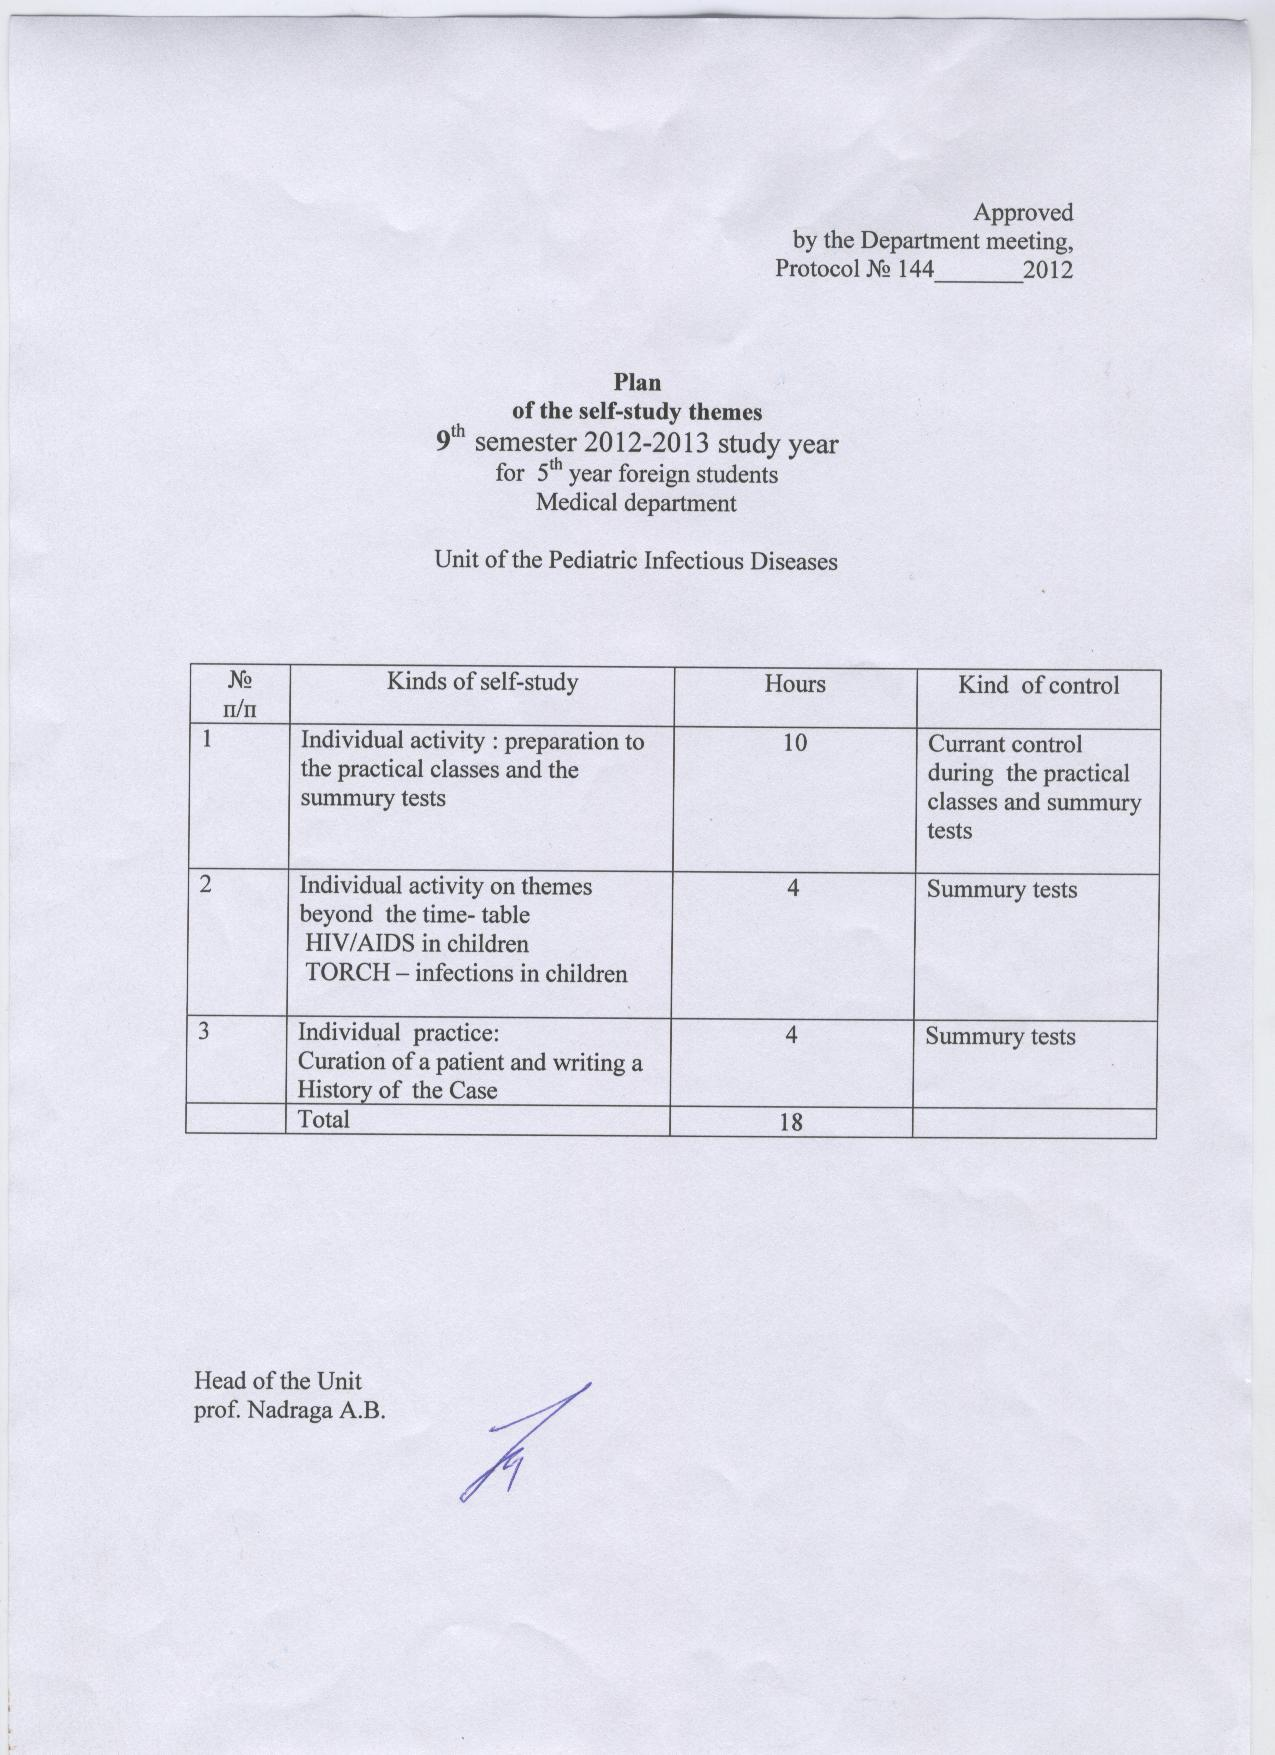 Approved
by the Department meeting,
Protocol № 144_______2012
Plan
of the self-study themes
9th semester 2012-2013 study year
for 5th year foreign students
Medical department
Unit of the Pediatric Infectious Diseases
№ Kinds of self-study Hours Kind of control
п/п
1 Individual activity : preparation to 10 Currant control
the practical classes and the during the practical
summury tests classes and summury
tests
2 Individual activity on themes 4 Summury tests
beyond the time- table
HIV/AIDS in children
TORCH – infections in children
3 Individual practice: 4 Summury tests
Curation of a patient and writing a
History of the Case
Total 18
Head of the Unit
prof. Nadraga A.B.